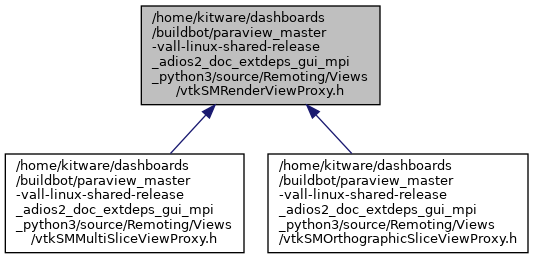 /home/kitware/dashboards
/buildbot/paraview_master
-vall-linux-shared-release
_adios2_doc_extdeps_gui_mpi
_python3/source/Remoting/Views
/vtkSMRenderViewProxy.h
/home/kitware/dashboards
/buildbot/paraview_master
-vall-linux-shared-release
_adios2_doc_extdeps_gui_mpi
_python3/source/Remoting/Views
/vtkSMMultiSliceViewProxy.h
/home/kitware/dashboards
/buildbot/paraview_master
-vall-linux-shared-release
_adios2_doc_extdeps_gui_mpi
_python3/source/Remoting/Views
/vtkSMOrthographicSliceViewProxy.h